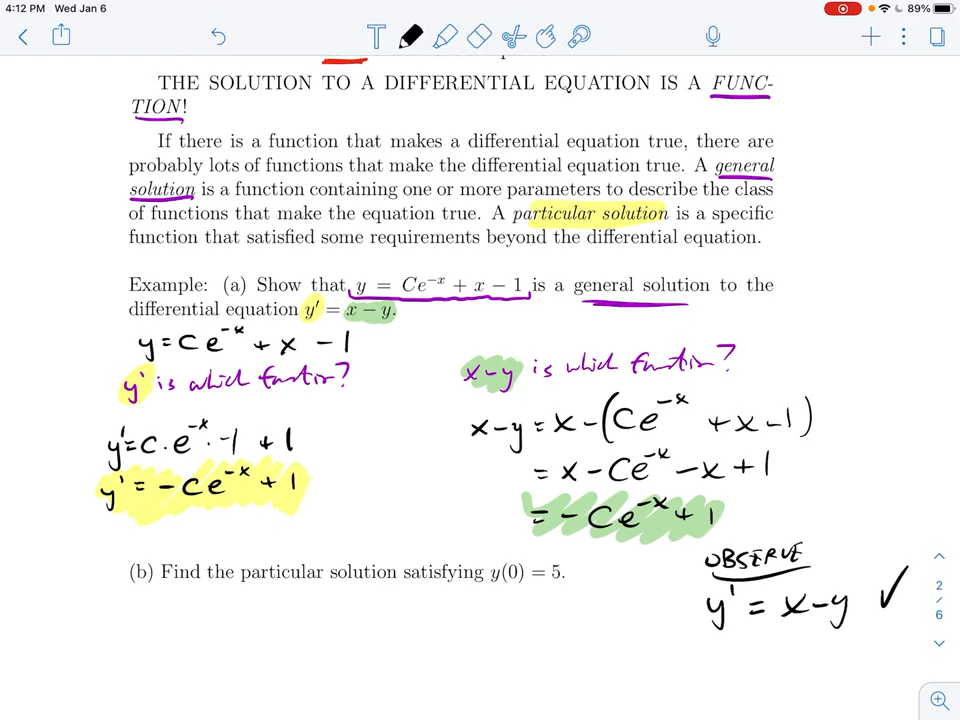 4:12 PM Wed Jan 6
89%
THE SOLUTION TO A DIFFERENTIAL EQUATION IS A FUNC-
TION!
If there is a function that makes a differential equation true, there are
probably lots of functions that make the differential equation true. A general
solution is a function containing one or more parameters to describe the class
of functions that make the equation true. A particular solution is a specific
function that satisfied some requirements beyond the differential equation.
Example: (a) Show that y = Ce⁻ˣ + x − 1 is a general solution to the
differential equation y′ = x − y.
y = Ce⁻ˣ + x − 1
y' is which function?
y' = C · e⁻ˣ · −1 + 1
y' = −Ce⁻ˣ + 1
x−y is which function?
x−y = x − (Ce⁻ˣ + x − 1)
= x − Ce⁻ˣ − x + 1
= − Ce⁻ˣ + 1
OBSERVE
y' = x−y ✓
(b) Find the particular solution satisfying y(0) = 5.
2
/
6